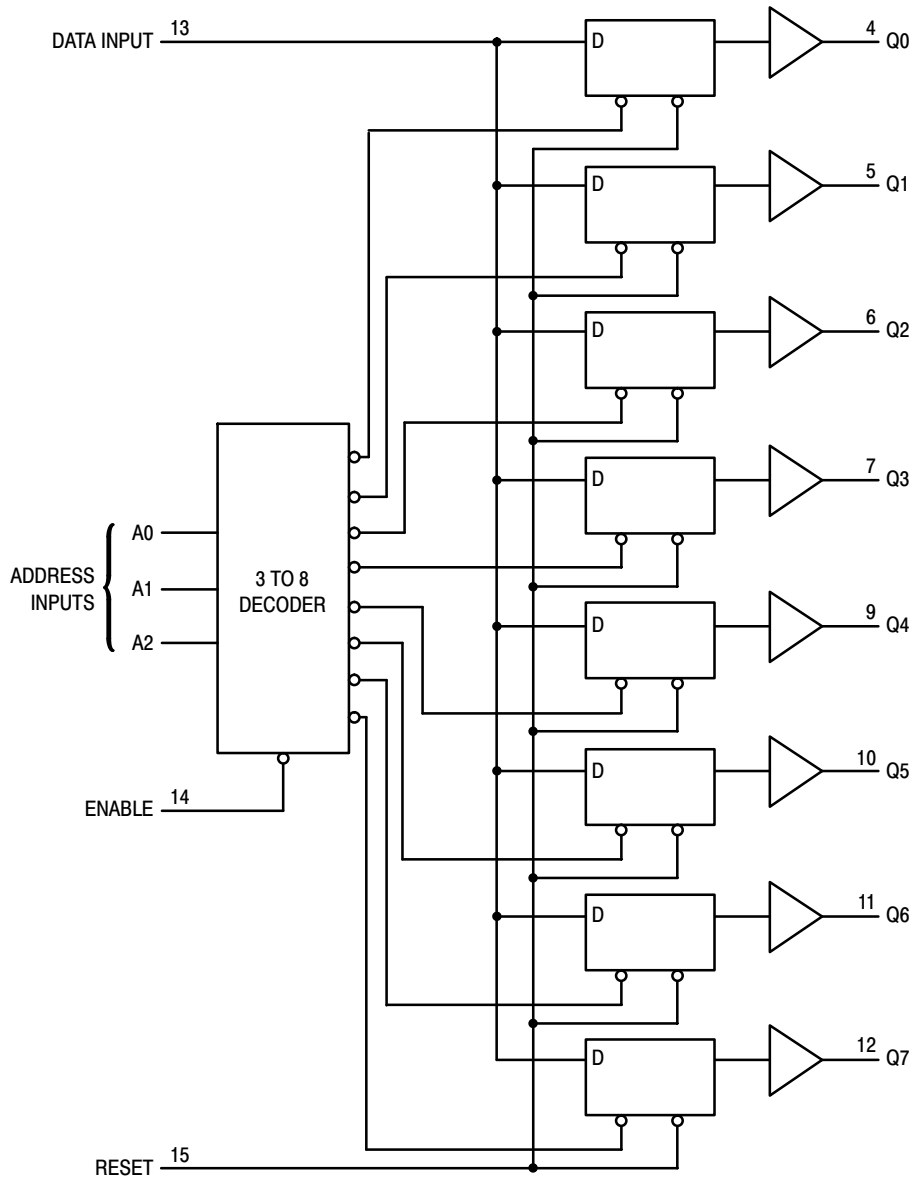 DATA INPUT 13
D
4 Q0
D
5 Q1
D
6 Q2
D
7 Q3
A0
ADDRESS
INPUTS
A1
A2
3 TO 8
DECODER
D
9 Q4
D
10 Q5
ENABLE 14
D
11 Q6
D
12 Q7
RESET 15